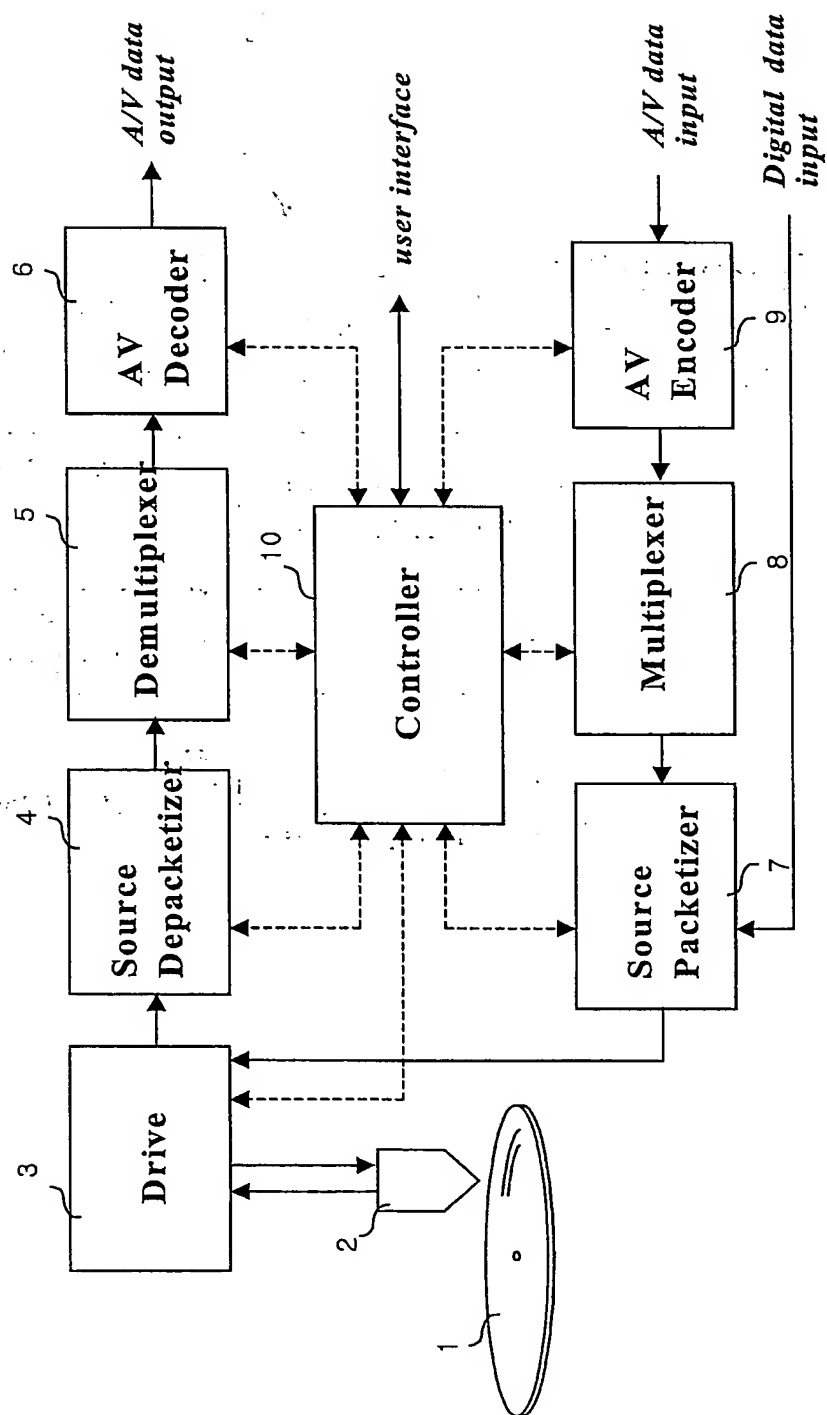 3
Drive
4
Source
Depacketizer
5
Demultiplexer
6
AV
Decoder
A/V data
output
2
1
10
Controller
user interface
Source
Packetizer
7
Multiplexer
8
AV
Encoder
9
A/V data
input
Digital data
input